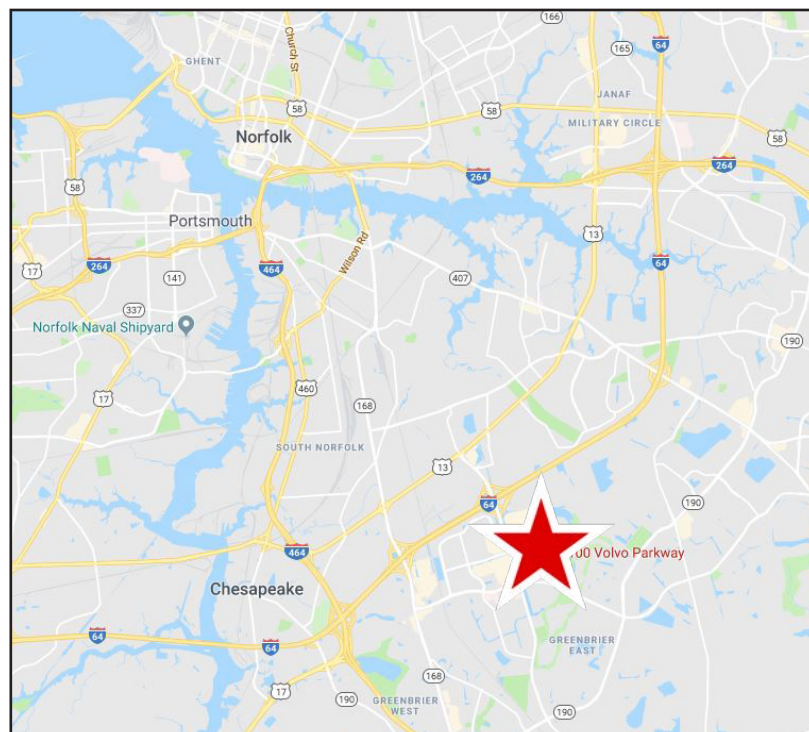 166
64
GHENT
Church St
165
JANAF
58
58
MILITARY CIRCLE
Norfolk
264
264
58
Portsmouth
13
Wilson Rd
64
17
264
141
464
407
337
Norfolk Naval Shipyard
190
460
17
168
SOUTH NORFOLK
13
64
190
464
00 Volvo Parkway
Chesapeake
64
64
GREENBRIER
EAST
168
17
190
GREENBRIER
WEST
190